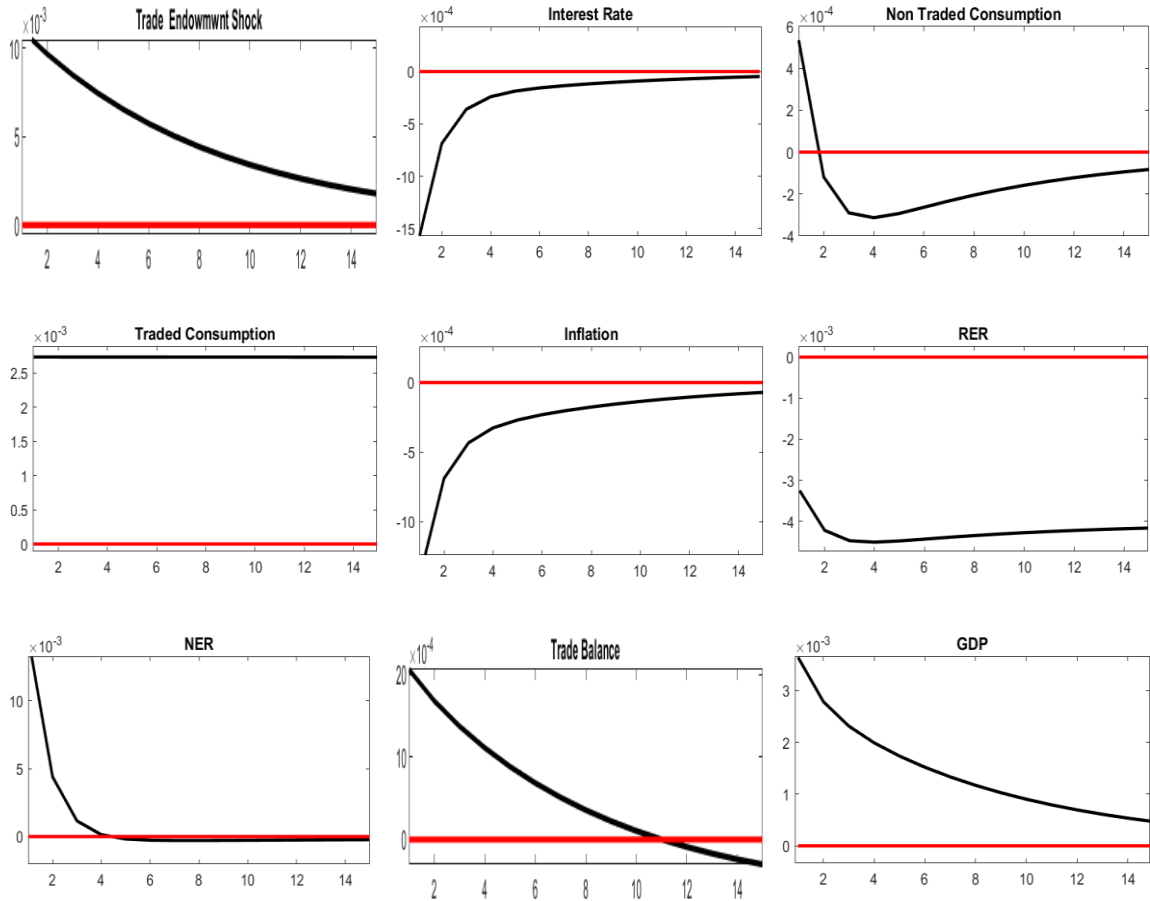 Trade Endowmwnt Shock
×10-3
10
5
0
2 4 6 8 10 12 14
Interest Rate
×10-4
0
-5
-10
-15
2 4 6 8 10 12 14
Non Traded Consumption
×10-4
6
4
2
0
-2
-4
2 4 6 8 10 12 14
Traded Consumption
×10-3
2.5
2
1.5
1
0.5
0
2 4 6 8 10 12 14
Inflation
×10-4
0
-5
-10
2 4 6 8 10 12 14
RER
×10-3
0
-1
-2
-3
-4
2 4 6 8 10 12 14
NER
×10-3
10
5
0
2 4 6 8 10 12 14
Trade Balance
×10-4
20
10
0
2 4 6 8 10 12 14
GDP
×10-3
3
2
1
0
2 4 6 8 10 12 14